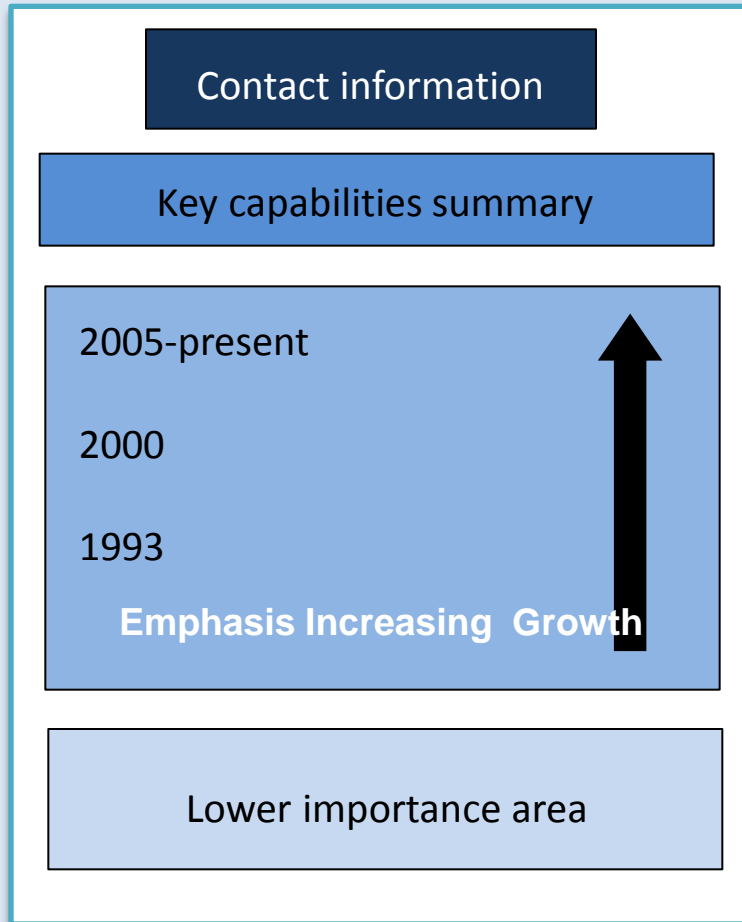 Contact information
Key capabilities summary
2005-present
2000
1993
Emphasis Increasing  Growth
Lower importance area